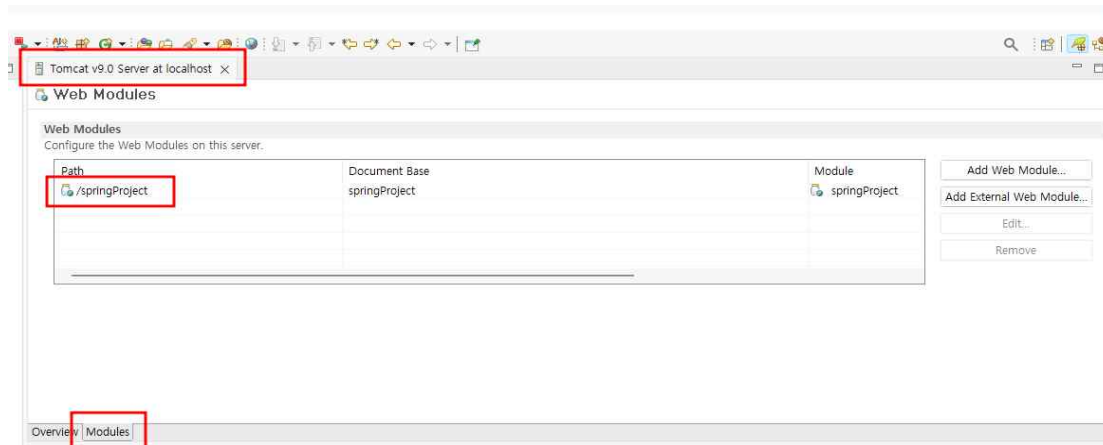 Tomcat v9.0 Server at localhost
Web Modules
Web Modules
Configure the Web Modules on this server.
Path Document Base Module
/springProject springProject springProject
Add Web Module...
Add External Web Module...
Edit...
Remove
Overview Modules